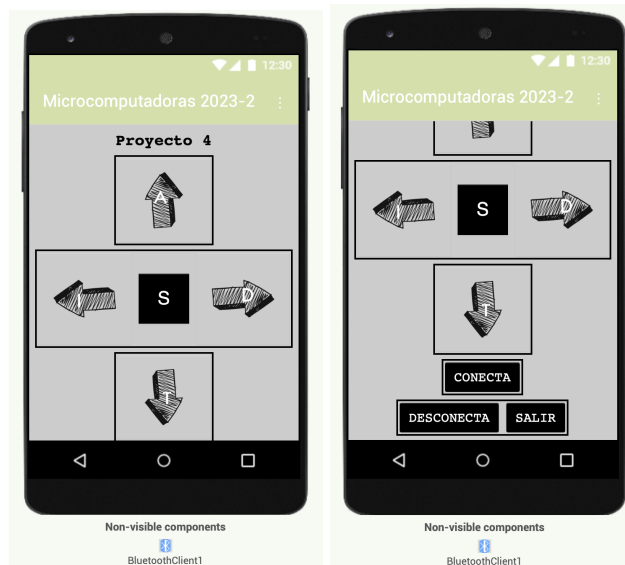 12:30
Microcomputadoras 2023-2
Proyecto 4
A
I S D
T
Non-visible components
BluetoothClient1
12:30
Microcomputadoras 2023-2
I S D
T
CONECTA
DESCONECTA SALIR
Non-visible components
BluetoothClient1